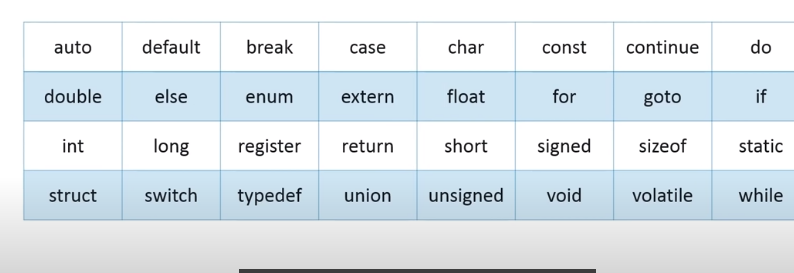 auto default break case char const continue do
double else enum extern float for goto if
int long register return short signed sizeof static
struct switch typedef union unsigned void volatile while